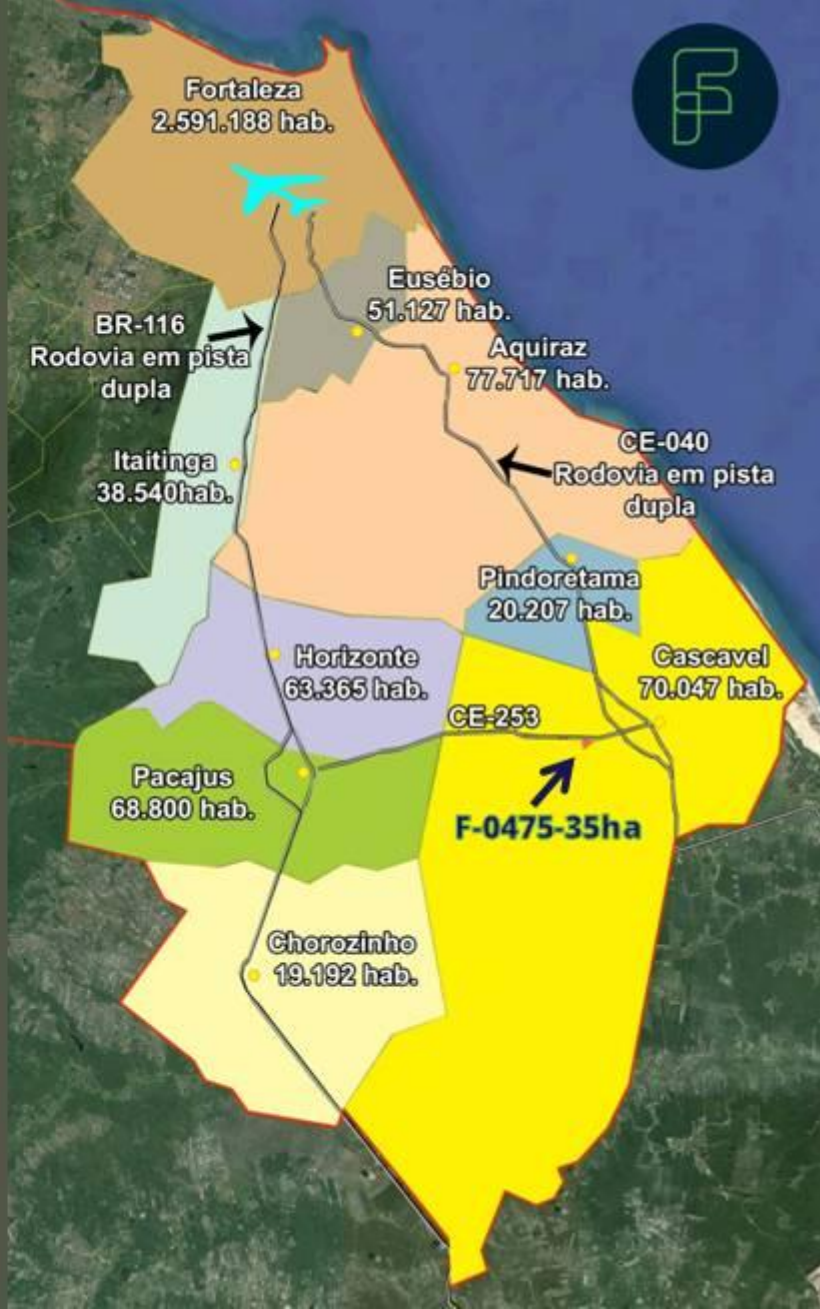 Fortaleza
2.591.188 hab.
Eusébio
51.127 hab.
BR-116
Rodovia em pista
dupla
Aquiraz
77.717 hab.
CE-040
Rodovia em pista
dupla
Itaitinga
38.540hab.
Pindoretama
20.207 hab.
Horizonte
63.365 hab.
Cascavel
70.047 hab.
CE-253
Pacajus
68.800 hab.
F-0475-35ha
Chorozinho
19.192 hab.